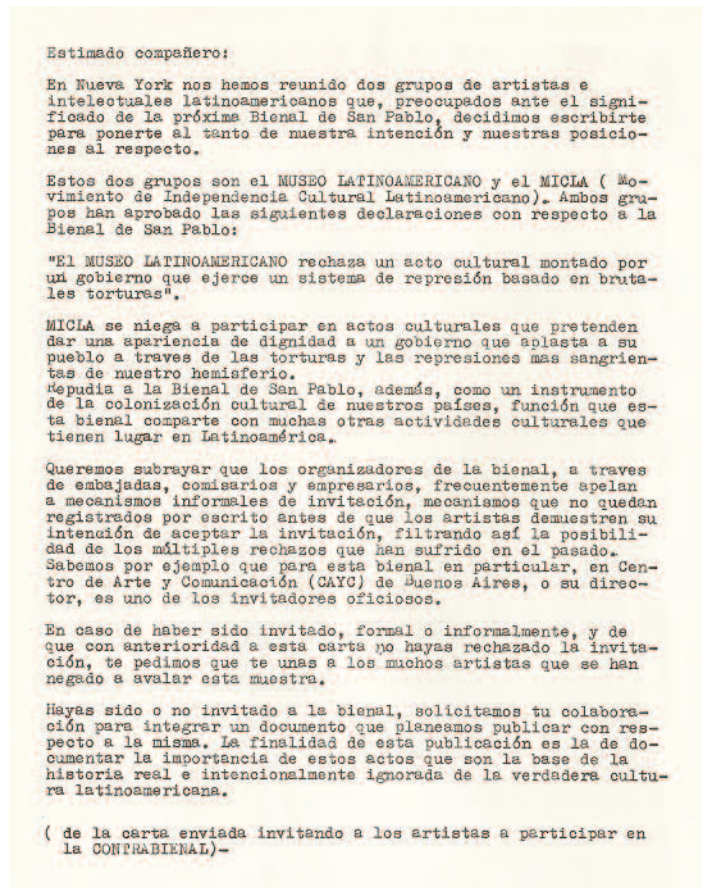 Estimado compañero:
En Nueva York nos hemos reunido dos grupos de artistas e
intelectuales latinoamericanos que, preocupados ante el signi-
ficado de la próxima Bienal de San Pablo, decidimos escribirte
para ponerte al tanto de nuestra intención y nuestras posicio-
nes al respecto.
Estos dos grupos son el MUSEO LATINOAMERICANO y el MICLA ( Mo-
vimiento de Independencia Cultural Latinoamericano). Ambos gru-
pos han aprobado las siguientes declaraciones con respecto a la
Bienal de San Pablo:
"El MUSEO LATINOAMERICANO rechaza un acto cultural montado por
un gobierno que ejerce un sistema de represión basado en bruta-
les torturas".
MICLA se niega a participar en actos culturales que pretenden
dar una apariencia de dignidad a un gobierno que aplasta a su
pueblo a traves de las torturas y las represiones mas sangrien-
tas de nuestro hemisferio.
Repudia a la Bienal de San Pablo, además, como un instrumento
de la colonización cultural de nuestros países, función que es-
ta bienal comparte con muchas otras actividades culturales que
tienen lugar en Latinoamérica.
Queremos subrayar que los organizadores de la bienal, a traves
de embajadas, comisarios y empresarios, frecuentemente apelan
a mecanismos informales de invitación, mecanismos que no quedan
registrados por escrito antes de que los artistas demuestren su
intención de aceptar la invitación, filtrando así la posibili-
dad de los múltiples rechazos que han sufrido en el pasado.
Sabemos por ejemplo que para esta bienal en particular, en Cen-
tro de Arte y Comunicación (CAYC) de Buenos Aires, o su direc-
tor, es uno de los invitadores oficiosos.
En caso de haber sido invitado, formal o informalmente, y de
que con anterioridad a esta carta no hayas rechazado la invita-
ción, te pedimos que te unas a los muchos artistas que se han
negado a avalar esta muestra.
Hayas sido o no invitado a la bienal, solicitamos tu colabora-
ción para integrar un documento que planeamos publicar con res-
pecto a la misma. La finalidad de esta publicación es la de do-
cumentar la importancia de estos actos que son la base de la
historia real e intencionalmente ignorada de la verdadera cultu-
ra latinoamericana.
( de la carta enviada invitando a los artistas a participar en
la CONTRABIENAL)-